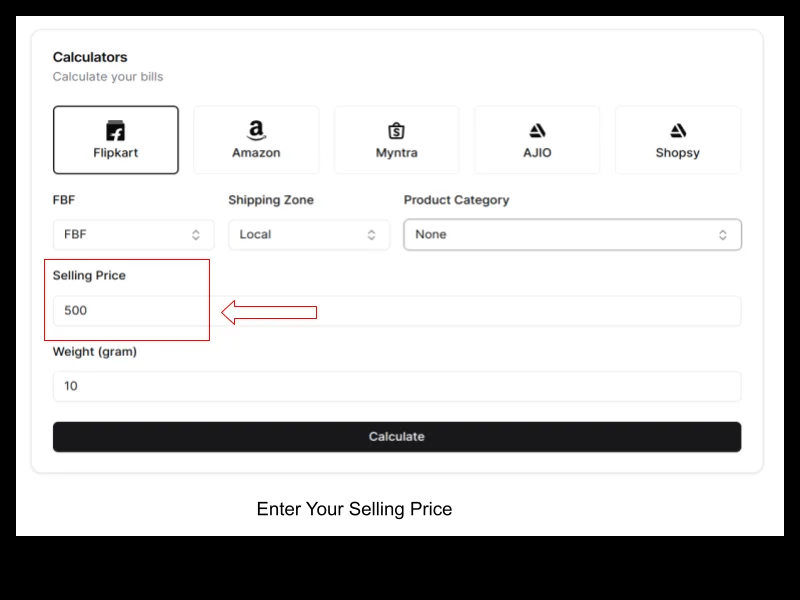 Calculators
Calculate your bills
Flipkart
Amazon
Myntra
AJIO
Shopsy
FBF
Shipping Zone
Product Category
FBF
Local
None
Selling Price
500
Weight (gram)
10
Calculate
Enter Your Selling Price